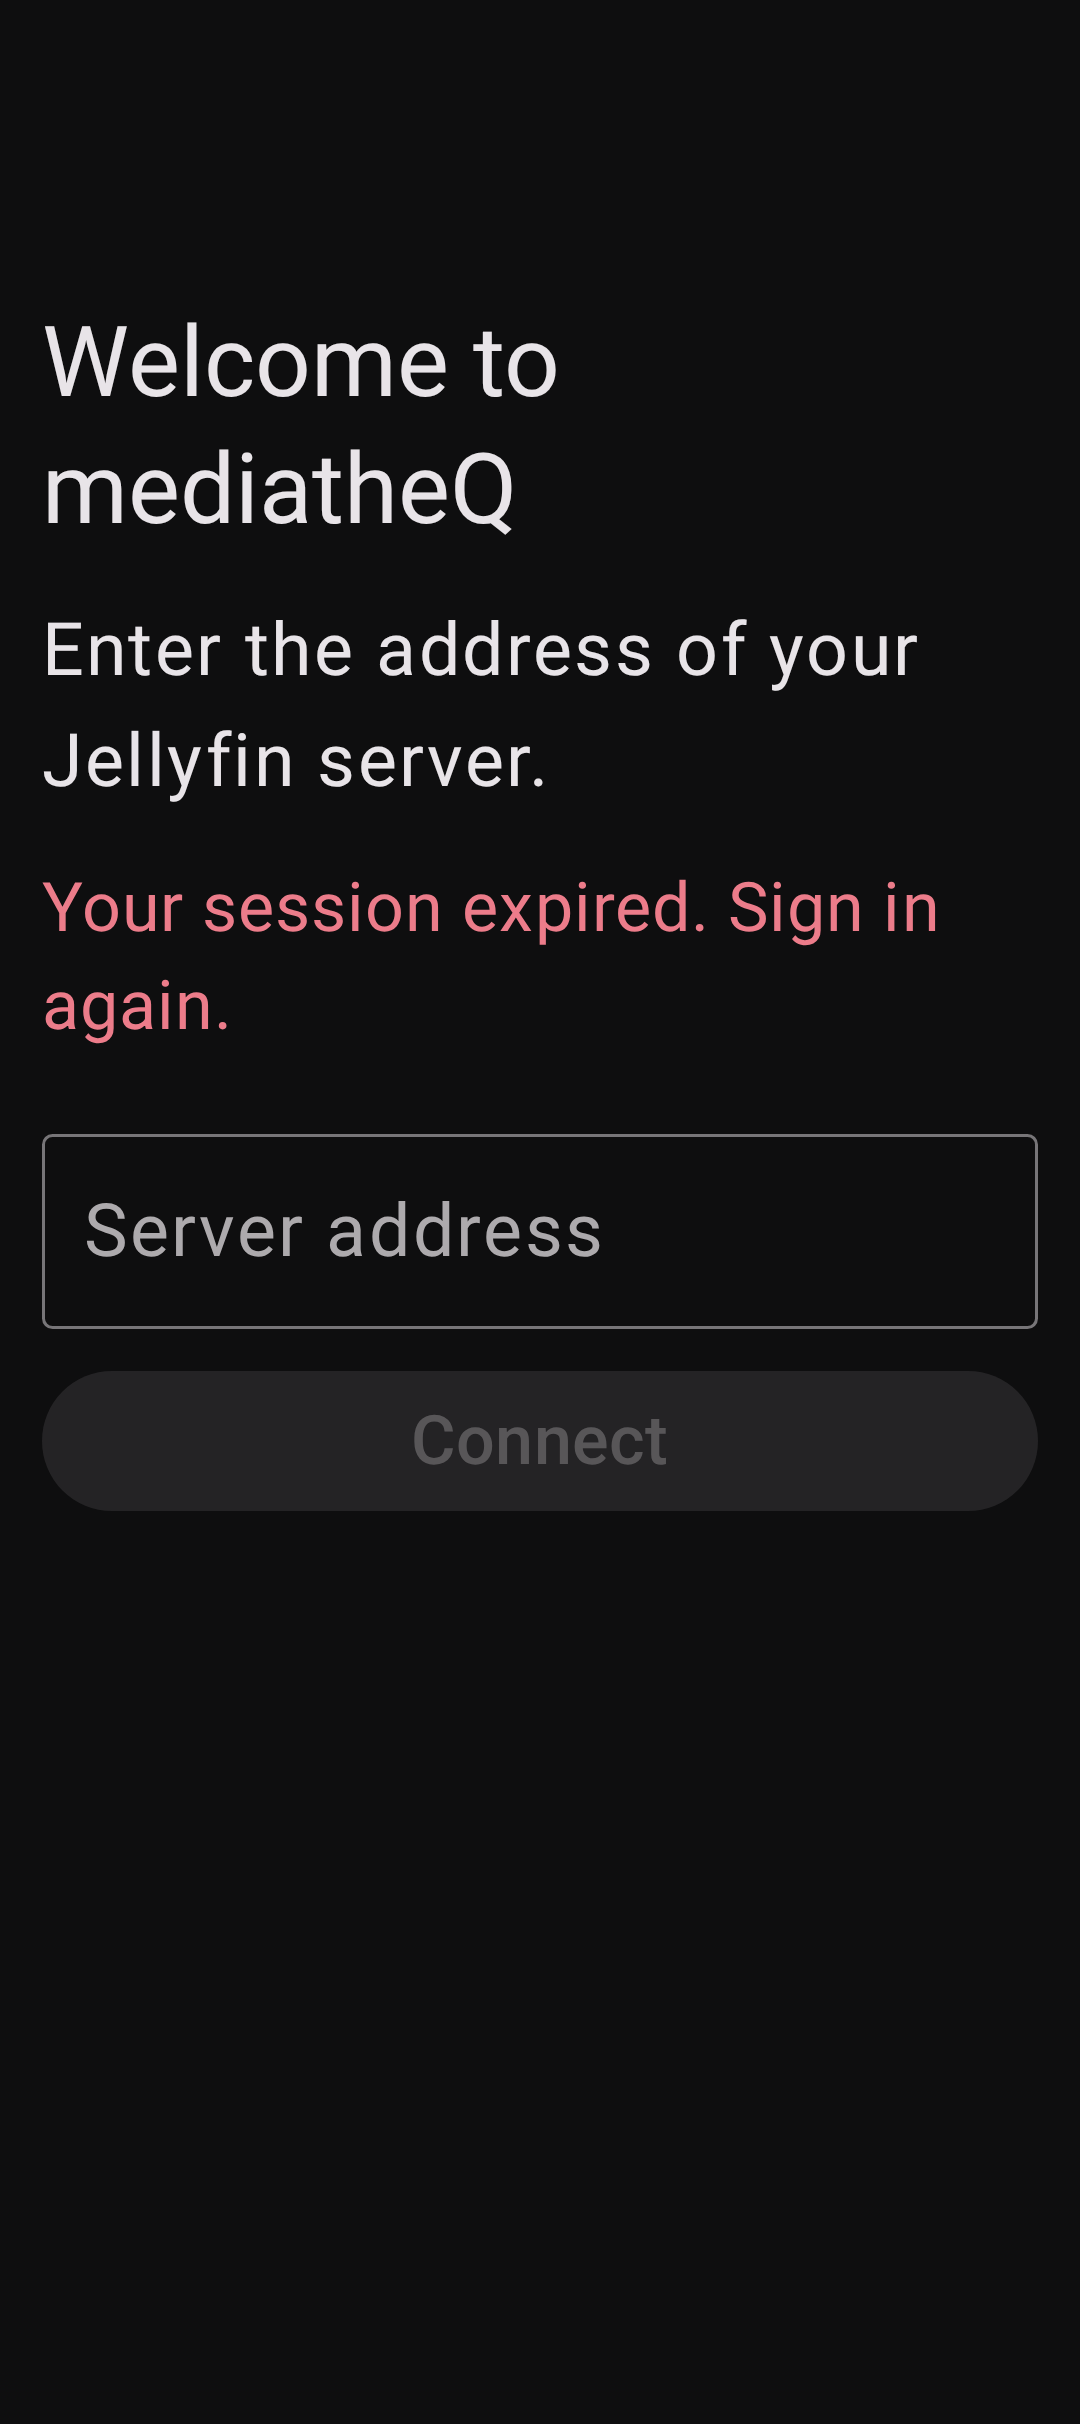 Welcome to
mediatheQ
Enter the address of your
Jellyfin server.
Your session expired. Sign in
again.
Server address
Connect